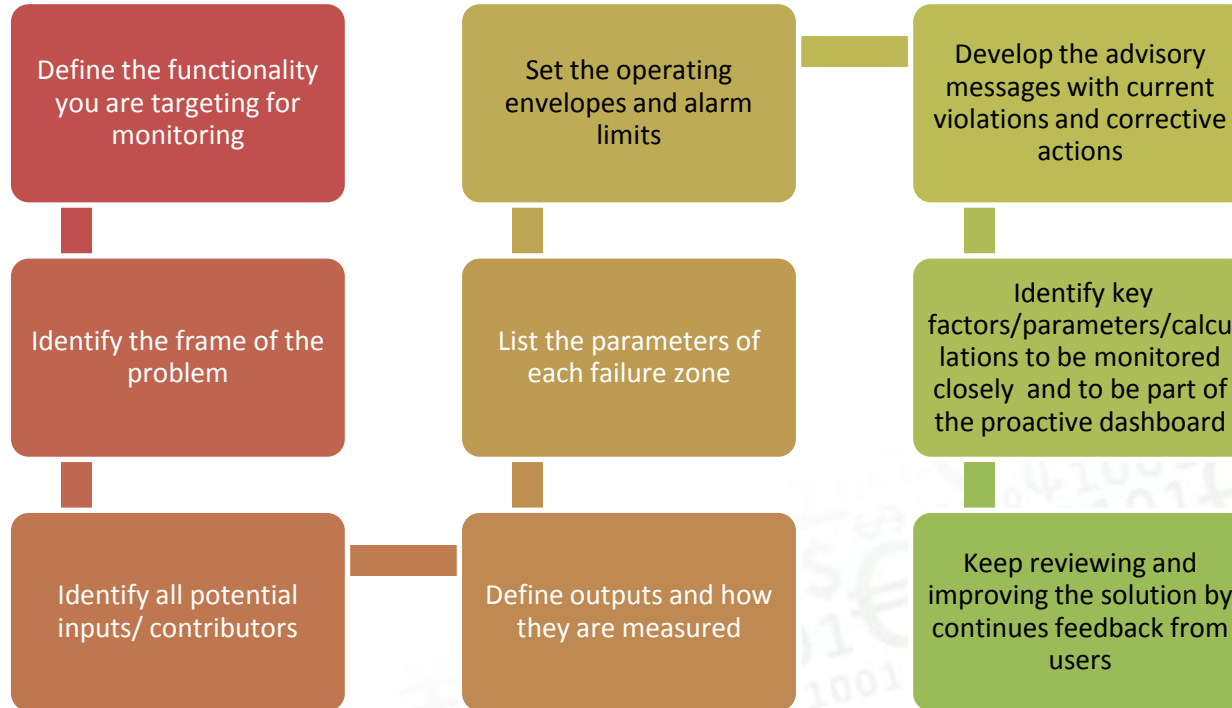 Define the functionality
you are targeting for
monitoring
Identify the frame of the
problem
Identify all potential
inputs/ contributors
Define outputs and how
they are measured
List the parameters of
each failure zone
Set the operating
envelopes and alarm
limits
Develop the advisory
messages with current
violations and corrective
actions
Identify key
factors/parameters/calcu
lations to be monitored
closely and to be part of
the proactive dashboard
Keep reviewing and
improving the solution by
continues feedback from
users